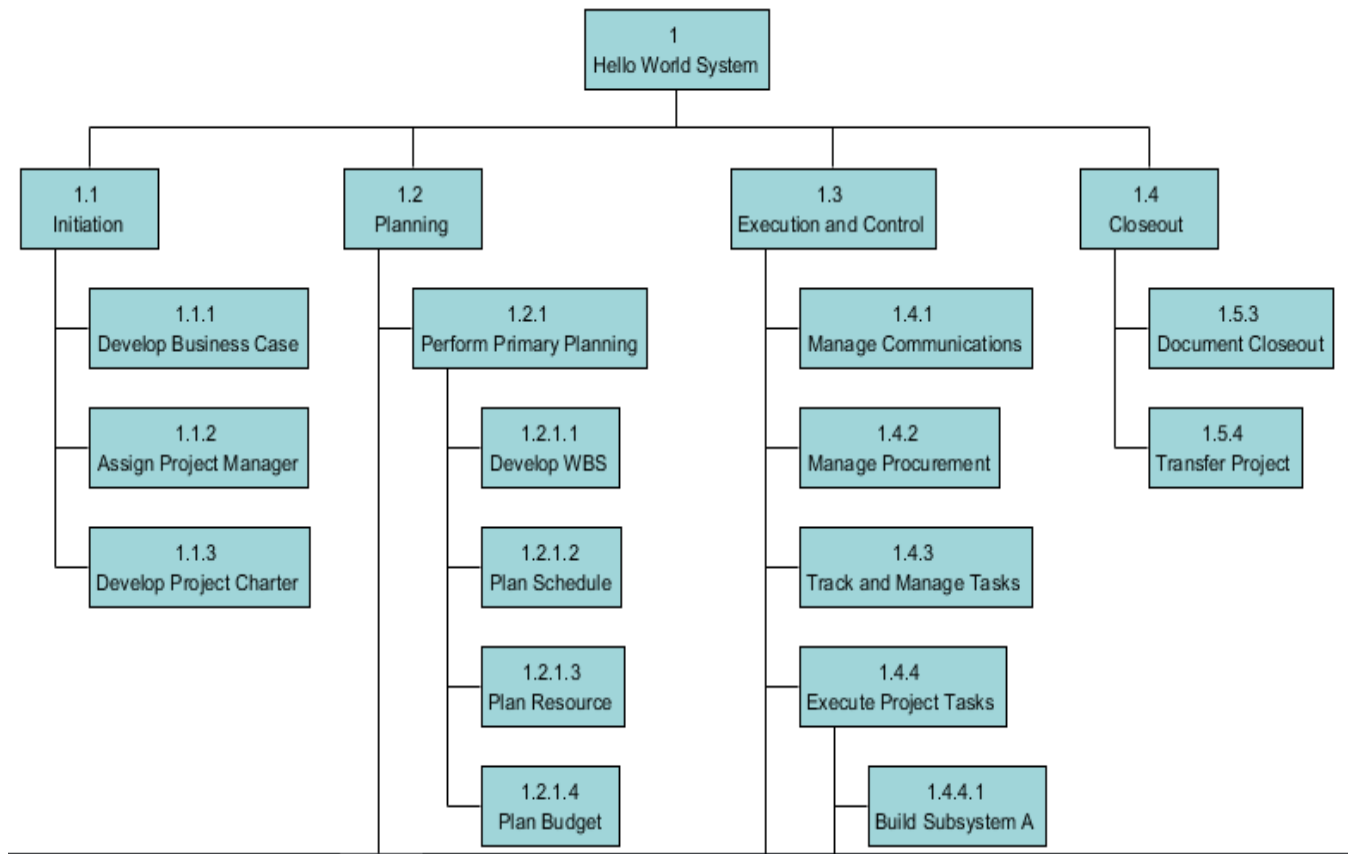 1
Hello World System
1.1
Initiation
1.2
Planning
1.3
Execution and Control
1.4
Closeout
1.1.1
Develop Business Case
1.1.2
Assign Project Manager
1.1.3
Develop Project Charter
1.2.1
Perform Primary Planning
1.2.1.1
Develop WBS
1.2.1.2
Plan Schedule
1.2.1.3
Plan Resource
1.2.1.4
Plan Budget
1.4.1
Manage Communications
1.4.2
Manage Procurement
1.4.3
Track and Manage Tasks
1.4.4
Execute Project Tasks
1.4.4.1
Build Subsystem A
1.5.3
Document Closeout
1.5.4
Transfer Project